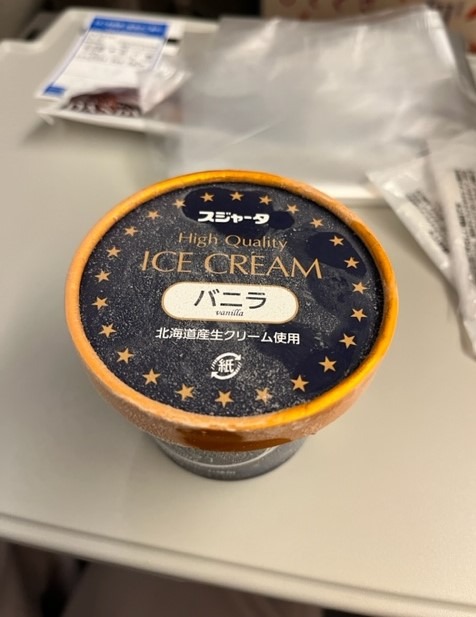 スジャータ
High Quality
ICE CREAM
バニラ
vanilla
北海道産生クリーム使用
紙